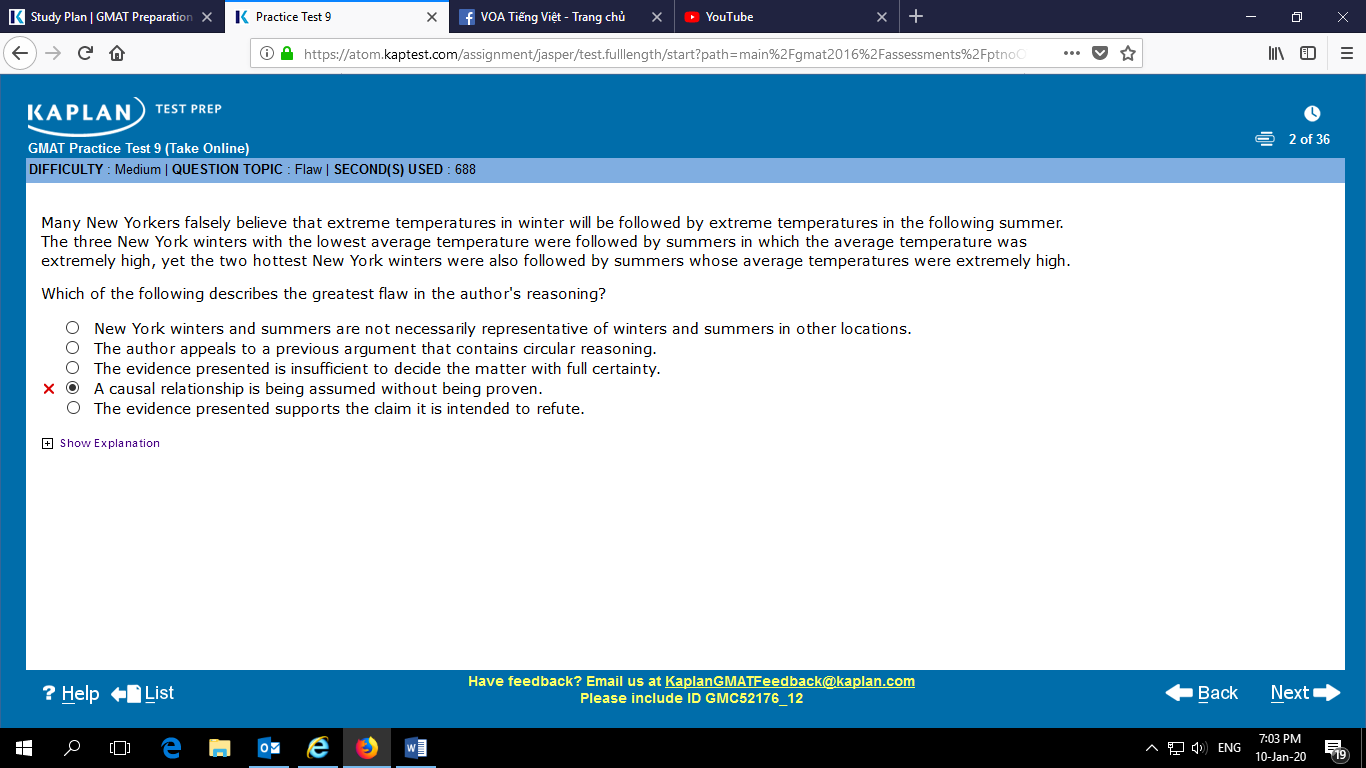 Study Plan | GMAT Preparation
Practice Test 9
VOA Tiếng Việt - Trang chủ
YouTube
https://atom.kaptest.com/assignment/jasper/test.fulllength/start?path=main%2Fgmat2016%2Fassessments%2Fptno
KAPLAN TEST PREP
GMAT Practice Test 9 (Take Online)
2 of 36
DIFFICULTY : Medium | QUESTION TOPIC : Flaw | SECOND(S) USED : 688
Many New Yorkers falsely believe that extreme temperatures in winter will be followed by extreme temperatures in the following summer.
The three New York winters with the lowest average temperature were followed by summers in which the average temperature was
extremely high, yet the two hottest New York winters were also followed by summers whose average temperatures were extremely high.
Which of the following describes the greatest flaw in the author's reasoning?
New York winters and summers are not necessarily representative of winters and summers in other locations.
The author appeals to a previous argument that contains circular reasoning.
The evidence presented is insufficient to decide the matter with full certainty.
A causal relationship is being assumed without being proven.
The evidence presented supports the claim it is intended to refute.
Show Explanation
? Help
List
Have feedback? Email us at KaplanGMATFeedback@kaplan.com
Please include ID GMC52176_12
Back
Next
ENG
7:03 PM
10-Jan-20
19